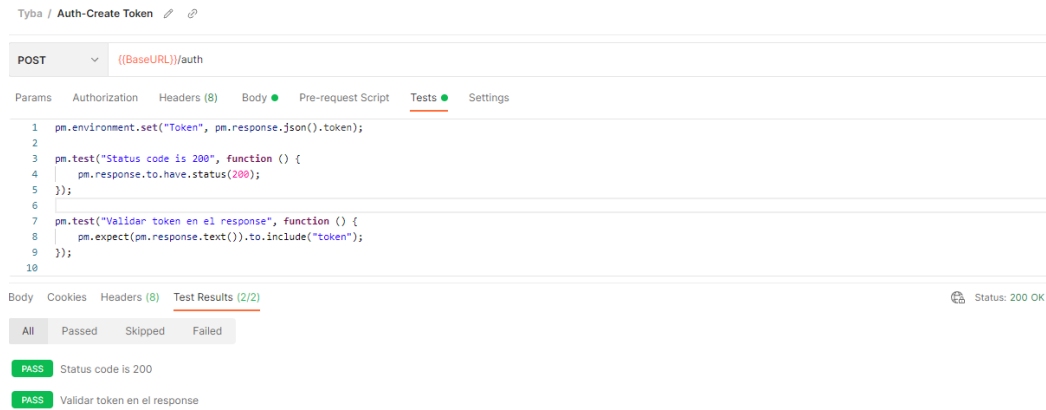 Tyba / Auth-Create Token
POST {{BaseURL}}/auth
Params Authorization Headers (8) Body Pre-request Script Tests Settings
1 pm.environment.set("Token", pm.response.json().token);
2
3 pm.test("Status code is 200", function () {
4 pm.response.to.have.status(200);
5 });
6
7 pm.test("Validar token en el response", function () {
8 pm.expect(pm.response.text()).to.include("token");
9 });
10
Body Cookies Headers (8) Test Results (2/2) Status: 200 OK
All Passed Skipped Failed
PASS Status code is 200
PASS Validar token en el response